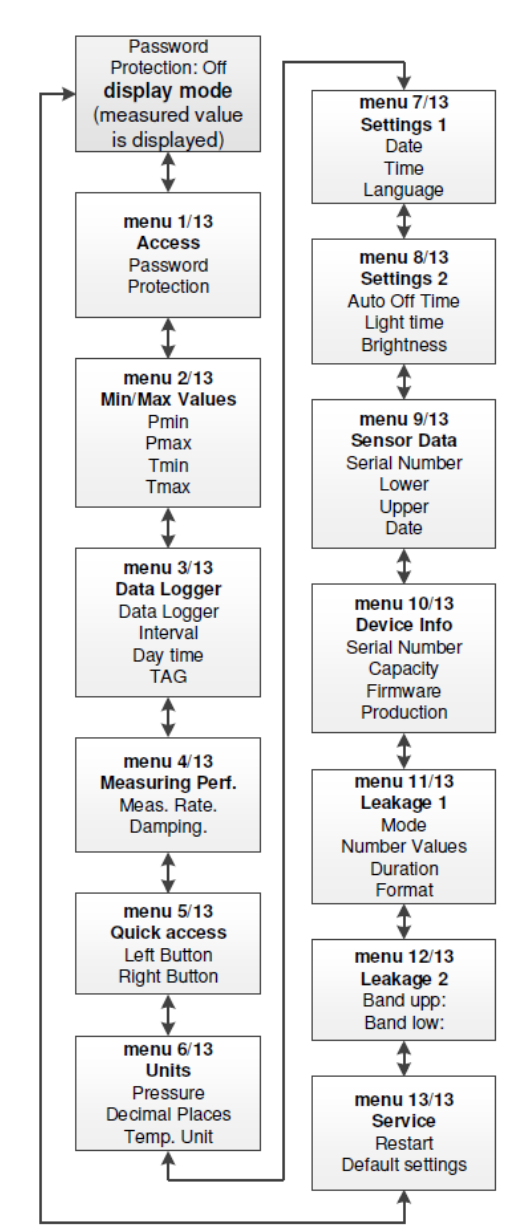 Password
Protection: Off
display mode
(measured value
is displayed)
menu 1/13
Access
Password
Protection
menu 2/13
Min/Max Values
Pmin
Pmax
Tmin
Tmax
menu 3/13
Data Logger
Data Logger
Interval
Day time
TAG
menu 4/13
Measuring Perf.
Meas. Rate.
Damping.
menu 5/13
Quick access
Left Button
Right Button
menu 6/13
Units
Pressure
Decimal Places
Temp. Unit
menu 7/13
Settings 1
Date
Time
Language
menu 8/13
Settings 2
Auto Off Time
Light time
Brightness
menu 9/13
Sensor Data
Serial Number
Lower
Upper
Date
menu 10/13
Device Info
Serial Number
Capacity
Firmware
Production
menu 11/13
Leakage 1
Mode
Number Values
Duration
Format
menu 12/13
Leakage 2
Band upp:
Band low:
menu 13/13
Service
Restart
Default settings